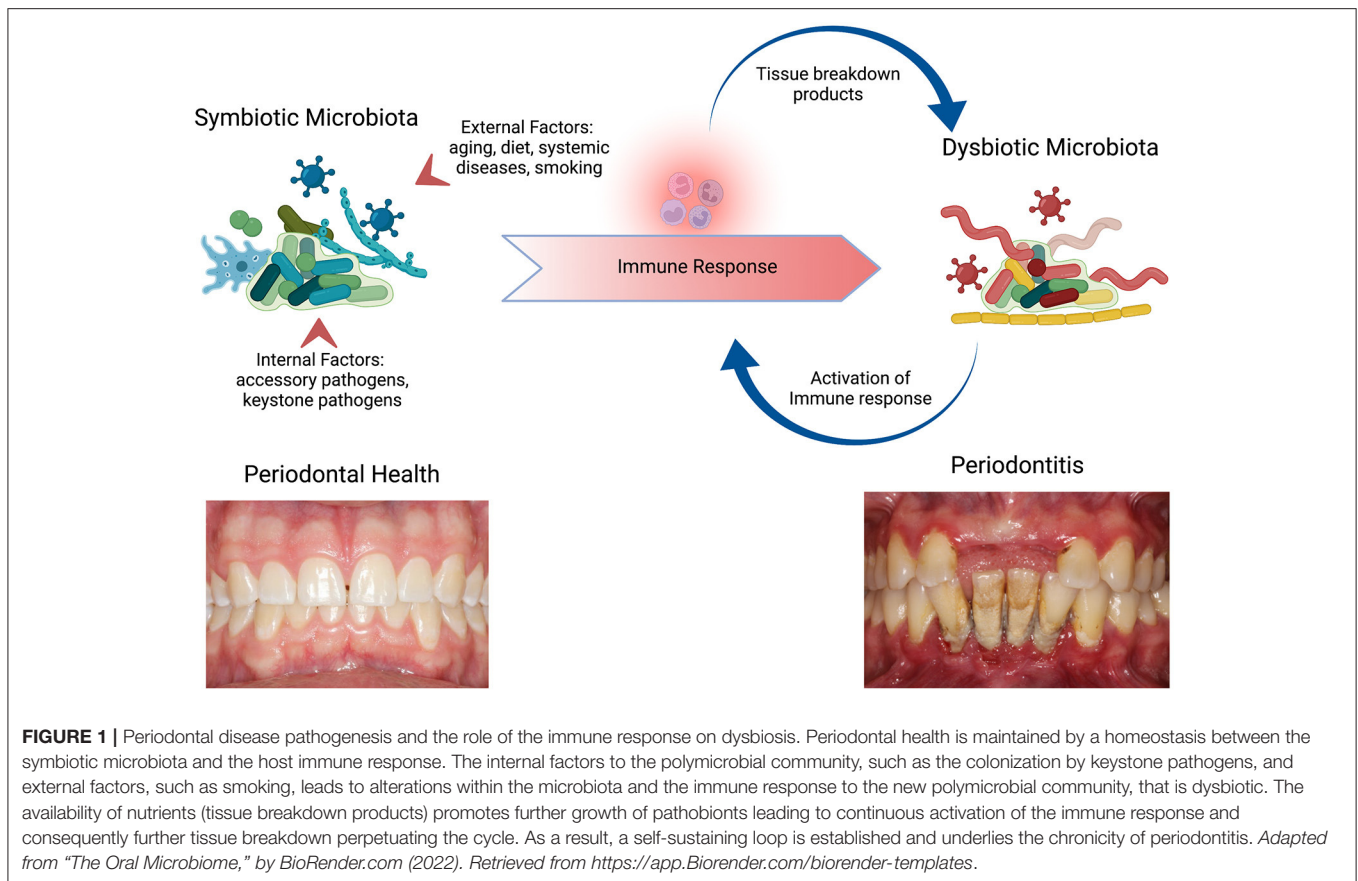 Tissue breakdown
products
Symbiotic Microbiota
External Factors:
aging, diet, systemic
diseases, smoking
Dysbiotic Microbiota
Immune Response
Internal Factors:
accessory pathogens,
keystone pathogens
Activation of
Immune response
Periodontal Health
Periodontitis
FIGURE 1 | Periodontal disease pathogenesis and the role of the immune response on dysbiosis. Periodontal health is maintained by a homeostasis between the
symbiotic microbiota and the host immune response. The internal factors to the polymicrobial community, such as the colonization by keystone pathogens, and
external factors, such as smoking, leads to alterations within the microbiota and the immune response to the new polymicrobial community, that is dysbiotic. The
availability of nutrients (tissue breakdown products) promotes further growth of pathobionts leading to continuous activation of the immune response and
consequently further tissue breakdown perpetuating the cycle. As a result, a self-sustaining loop is established and underlies the chronicity of periodontitis. Adapted
from “The Oral Microbiome,” by BioRender.com (2022). Retrieved from https://app.Biorender.com/biorender-templates.